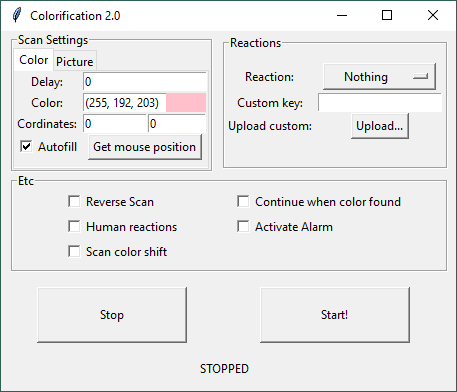 Colorification 2.0
Scan Settings
Color Picture
Delay: 0
Color: (255, 192, 203)
Cordinates: 0 0
Autofill Get mouse position
Reactions
Reaction: Nothing
Custom key:
Upload custom: Upload...
Etc
Reverse Scan Continue when color found
Human reactions Activate Alarm
Scan color shift
Stop Start!
STOPPED